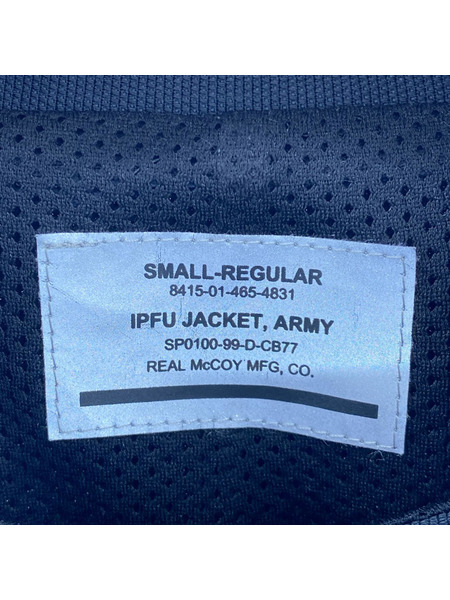 SMALL-REGULAR
8415-01-465-4831
IPFU JACKET, ARMY
SP0100-99-D-CB77
REAL McCOY MFG, CO.